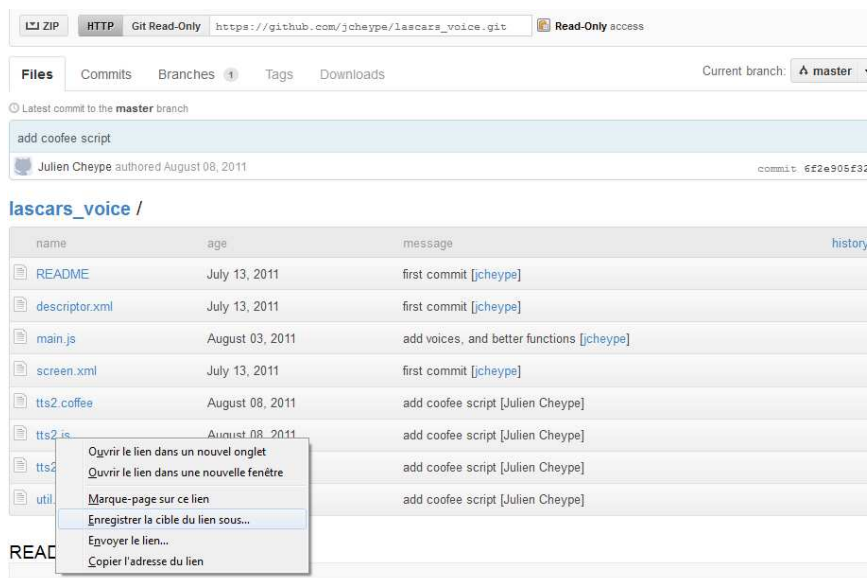 ZIP HTTP Git Read-Only https://github.com/jcheype/lascars_voice.git Read-Only access
Files Commits Branches 1 Tags Downloads Current branch: master
Latest commit to the master branch
add coofee script
Julien Cheype authored August 08, 2011 commit 6f2e905f32
lascars_voice /
name age message history
README July 13, 2011 first commit [jcheype]
descriptor.xml July 13, 2011 first commit [jcheype]
main.js August 03, 2011 add voices, and better functions [jcheype]
screen.xml July 13, 2011 first commit [jcheype]
tts2.coffee August 08, 2011 add coofee script [Julien Cheype]
tts2.js August 08, 2011 add coofee script [Julien Cheype]
tts2 add coofee script [Julien Cheype]
util. add coofee script [Julien Cheype]
Ouvrir le lien dans un nouvel onglet
Ouvrir le lien dans une nouvelle fenêtre
Marque-page sur ce lien
Enregistrer la cible du lien sous...
Envoyer le lien...
Copier l'adresse du lien
READ